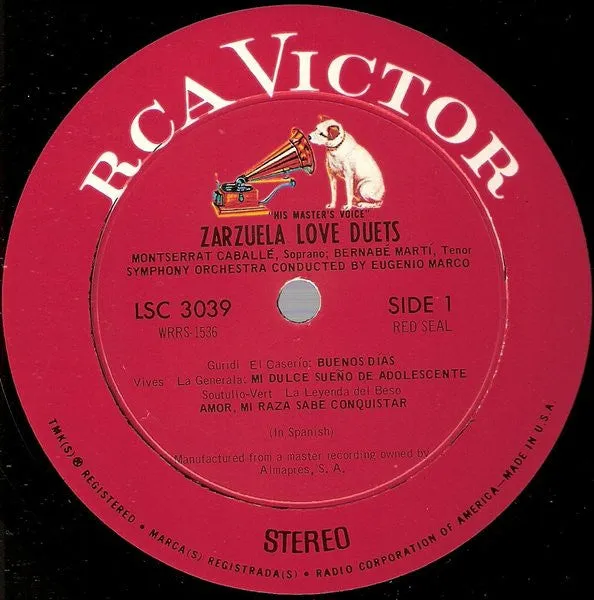 RCA VICTOR
"HIS MASTER'S VOICE"
ZARZUELA LOVE DUETS
MONTSERRAT CABALLÉ, Soprano; BERNABÉ MARTÍ, Tenor
SYMPHONY ORCHESTRA CONDUCTED BY EUGENIO MARCO
LSC 3039
SIDE 1
WRRS-1536
RED SEAL
Guridi El Caserío: BUENOS DIAS
Vives La Generala: MI DULCE SUEÑO DE ADOLESCENTE
Soutullo-Vert La Leyenda del Beso
AMOR, MI RAZA SABE CONQUISTAR
(In Spanish)
Manufactured from a master recording owned by
Almapres, S. A.
STEREO
TMK(S) ® REGISTERED • MARCA(S) REGISTRADA(S) • RADIO CORPORATION OF AMERICA—MADE IN U.S.A.